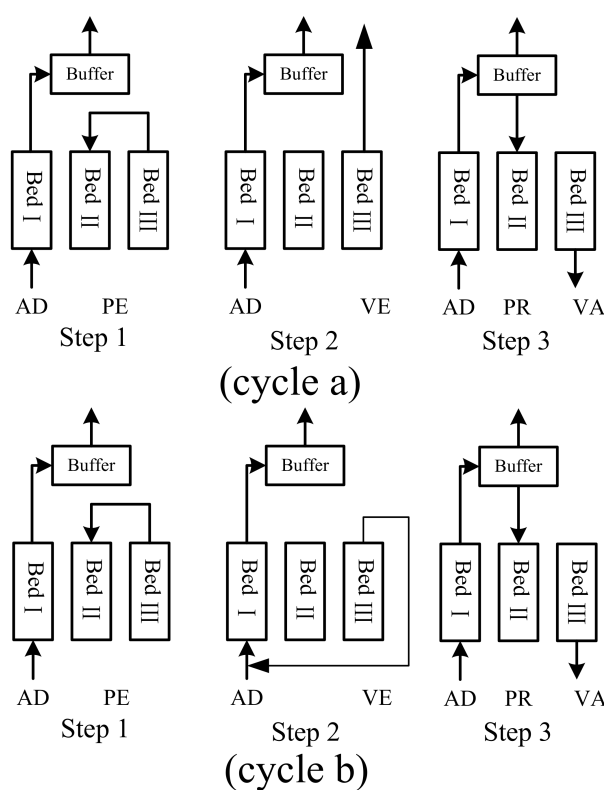 Buffer Buffer Buffer
Bed I Bed II Bed III Bed I Bed II Bed III Bed I Bed II Bed III
AD PE AD VE AD PR VA
Step 1 Step 2 Step 3
(cycle a)
Buffer Buffer Buffer
Bed I Bed II Bed III Bed I Bed II Bed III Bed I Bed II Bed III
AD PE AD VE AD PR VA
Step 1 Step 2 Step 3
(cycle b)